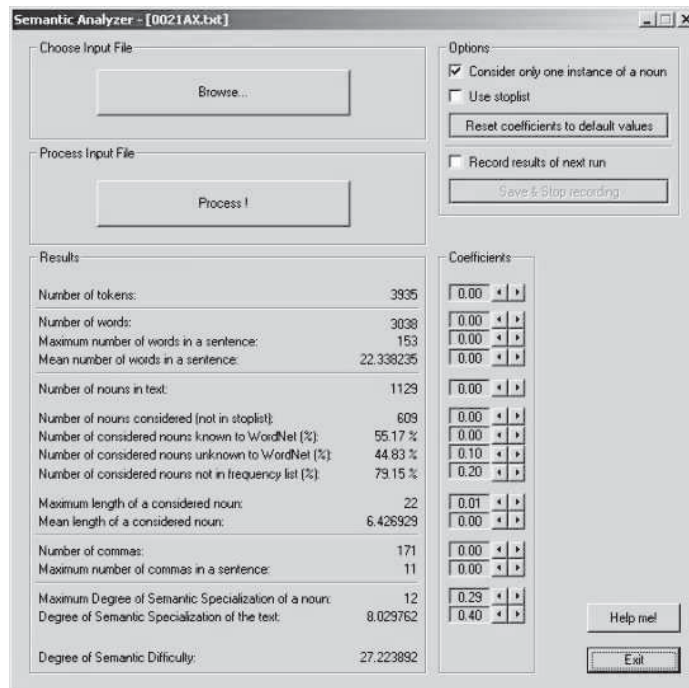 Semantic Analyzer - [0021AX.txt]
Choose Input File
Browse...
Process Input File
Process !
Options
Consider only one instance of a noun
Use stoplist
Reset coefficients to default values
Record results of next run
Save & Stop recording
Results
Coefficients
Number of tokens: 3935 0.00
Number of words: 3038 0.00
Maximum number of words in a sentence: 153 0.00
Mean number of words in a sentence: 22.338235 0.00
Number of nouns in text: 1129 0.00
Number of nouns considered (not in stoplist): 609 0.00
Number of considered nouns known to WordNet (%): 55.17 % 0.00
Number of considered nouns unknown to WordNet (%): 44.83 % 0.10
Number of considered nouns not in frequency list (%): 79.15 % 0.20
Maximum length of a considered noun: 22 0.01
Mean length of a considered noun: 6.426929 0.00
Number of commas: 171 0.00
Maximum number of commas in a sentence: 11 0.00
Maximum Degree of Semantic Specialization of a noun: 12 0.29
Degree of Semantic Specialization of the text: 8.029762 0.40
Degree of Semantic Difficulty: 27.223892
Help me!
Exit